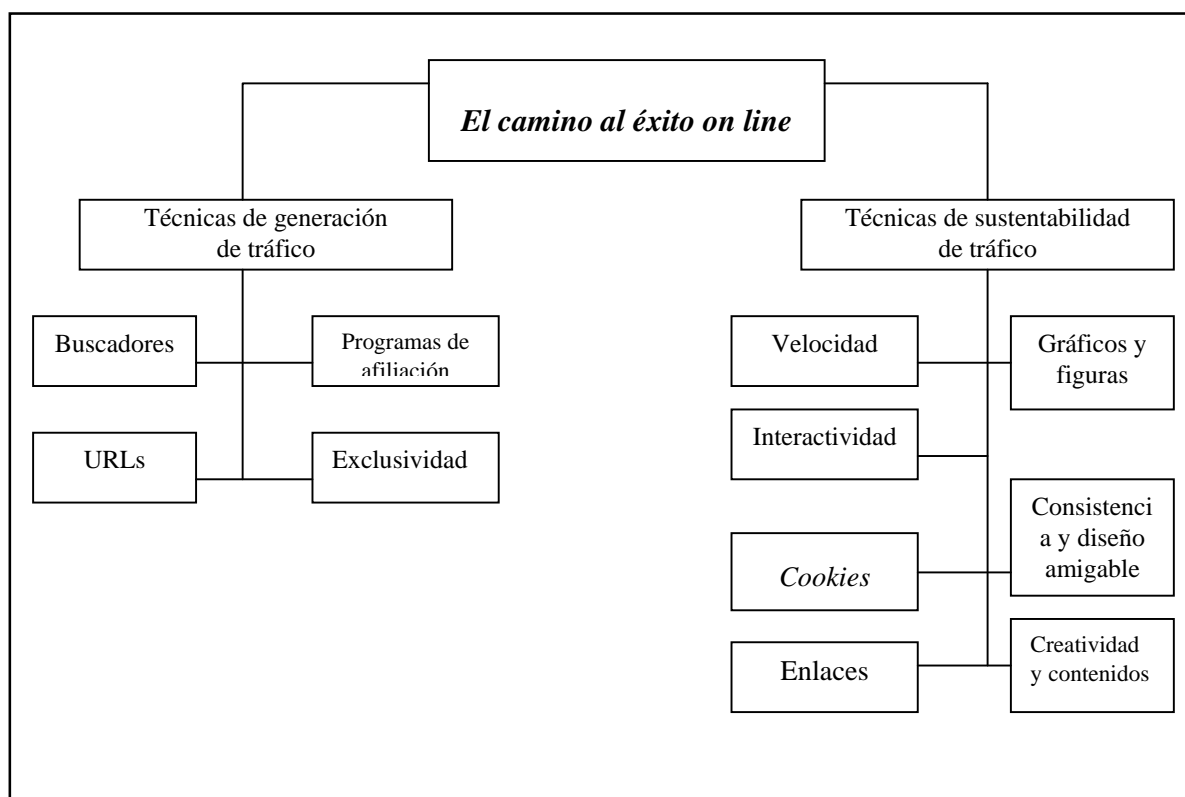 El camino al éxito on line
Técnicas de generación
de tráfico
Técnicas de sustentabilidad
de tráfico
Buscadores
Programas de
afiliación
URLs
Exclusividad
Velocidad
Gráficos y
figuras
Interactividad
Consistenci
a y diseño
amigable
Cookies
Enlaces
Creatividad
y contenidos